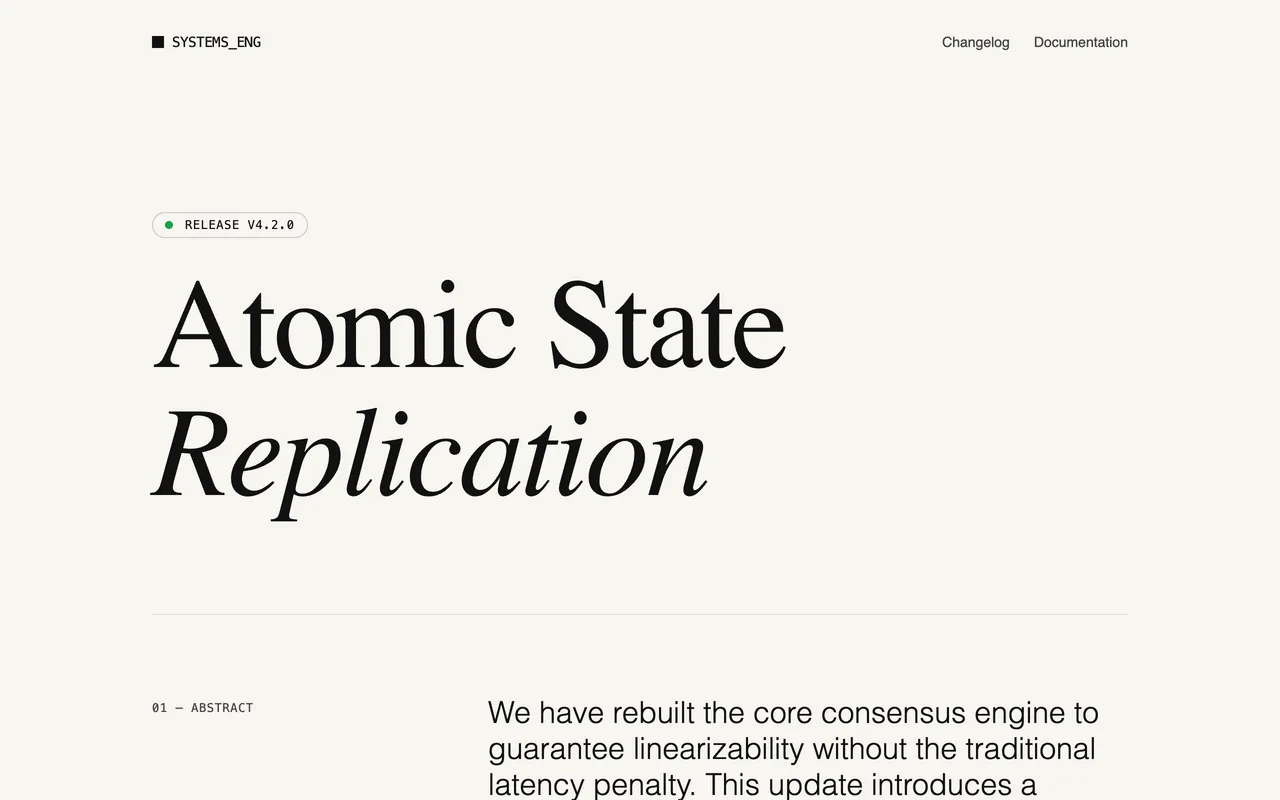 SYSTEMS_ENG
Changelog
Documentation
RELEASE V4.2.0
Atomic State
Replication
01 — ABSTRACT
We have rebuilt the core consensus engine to
guarantee linearizability without the traditional
latency penalty. This update introduces a